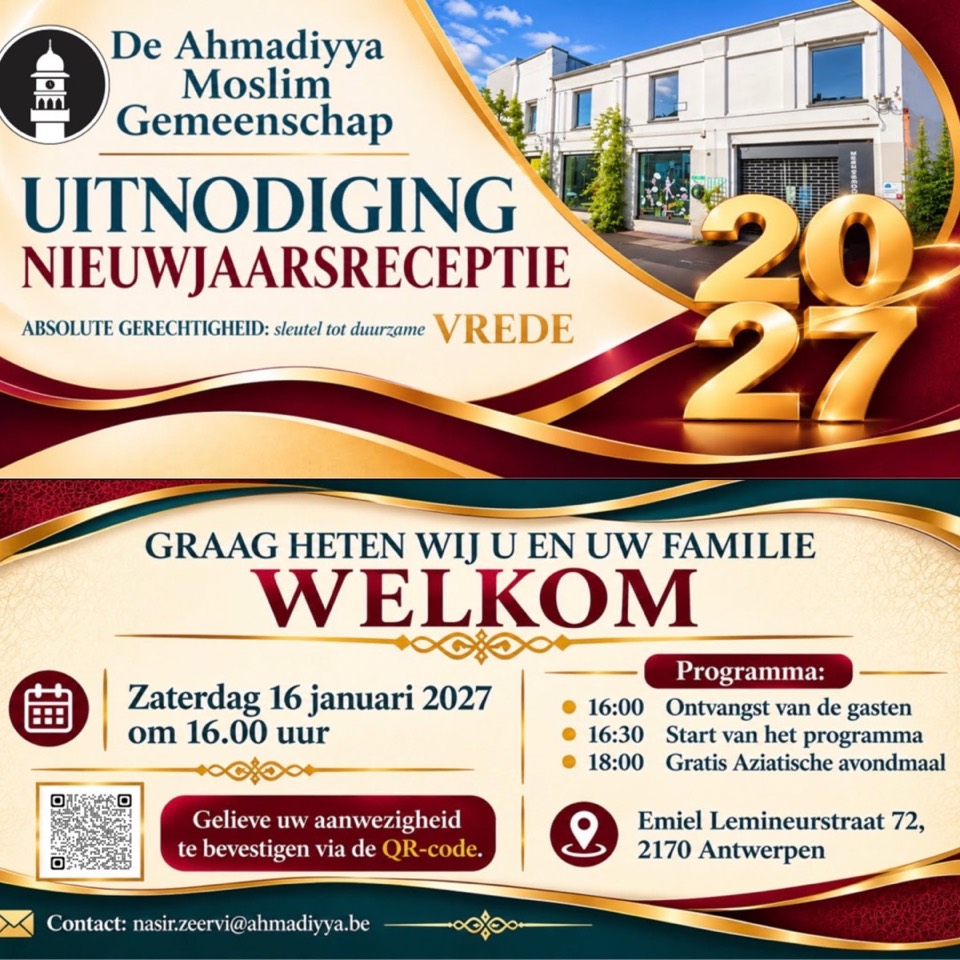 De Ahmadiyya
Moslim
Gemeenschap
UITNODIGING
NIEUWJAARSRECEPTIE
ABSOLUTE GERECHTIGHEID: sleutel tot duurzame VREDE
20
27
GRAAG HETEN WIJ U EN UW FAMILIE
WELKOM
Zaterdag 16 januari 2027
om 16.00 uur
Gelieve uw aanwezigheid
te bevestigen via de QR-code.
Programma:
16:00 Ontvangst van de gasten
16:30 Start van het programma
18:00 Gratis Aziatische avondmaal
Emiel Lemineurstraat 72,
2170 Antwerpen
Contact: nasir.zeervi@ahmadiyya.be